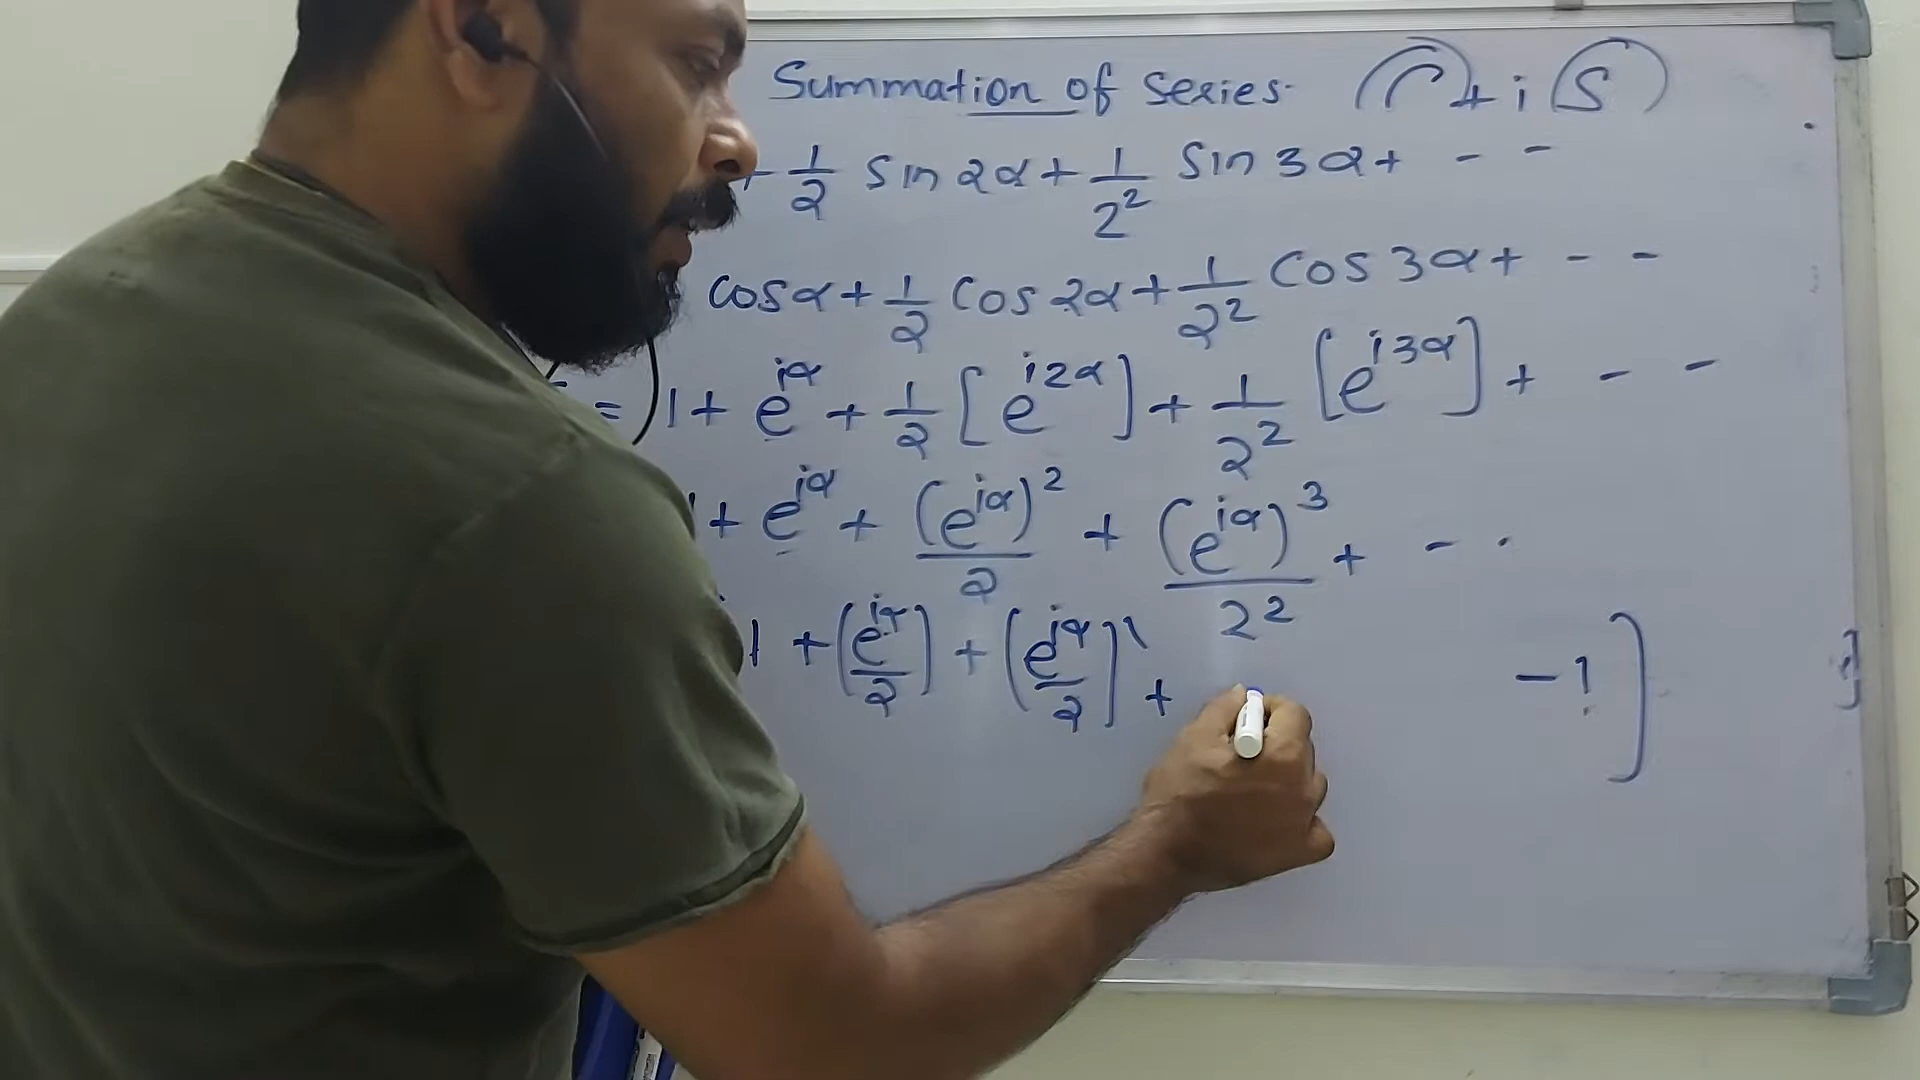 Summation of Series. (C + i(S)
+ 1/2 sin 2α + 1/2² sin 3α + - -
cosα + 1/2 cos 2α + 1/2² cos 3α + - -
= 1 + e^{iα} + 1/2 [e^{i2α}] + 1/2² [e^{i3α}] + - -
1 + e^{iα} + (e^{iα})²/2 + (e^{iα})³/2² + - .
1 + (e^{iα}/2) + (e^{iα}/2) + - 1]